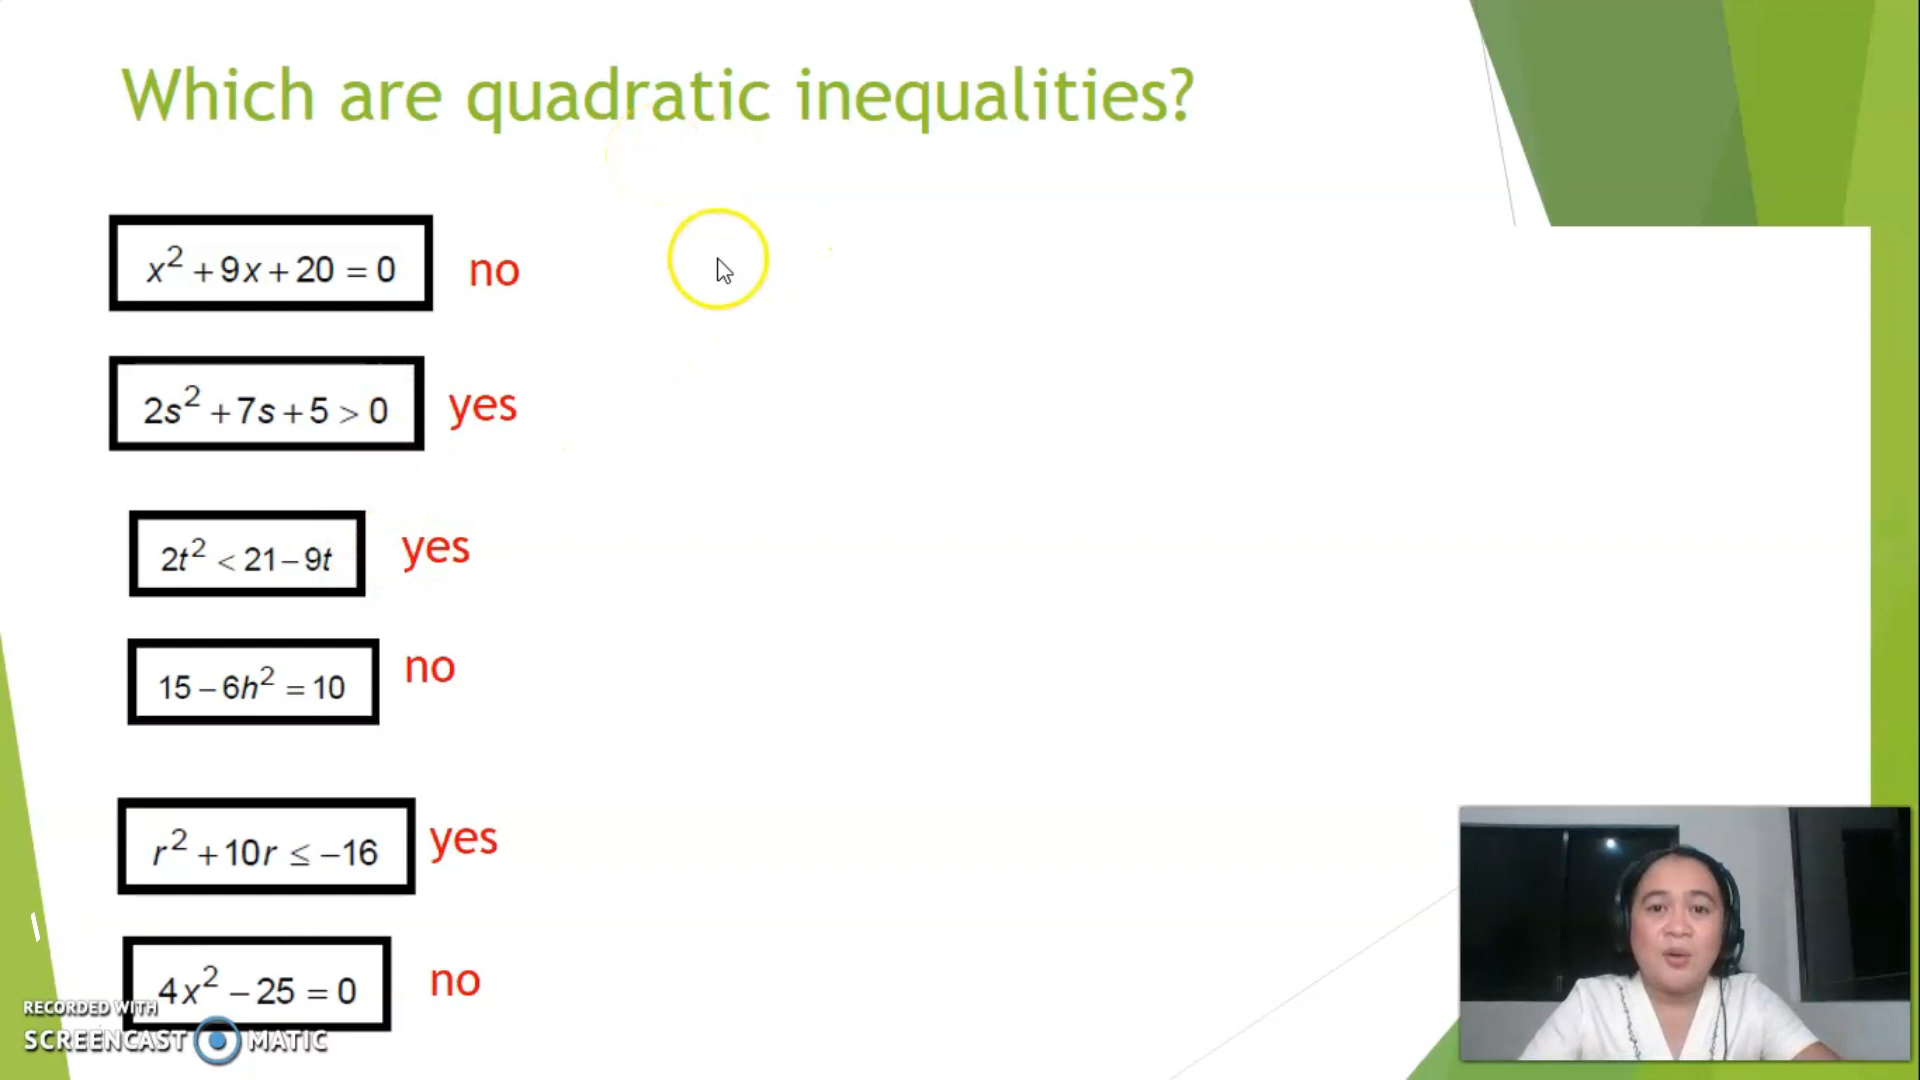 Which are quadratic inequalities?
x² + 9x + 20 = 0 no
2s² + 7s + 5 > 0 yes
2t² < 21 – 9t yes
15 – 6h² = 10 no
r² + 10r ≤ –16 yes
4x² – 25 = 0 no
RECORDED WITH
SCREENCAST MATIC